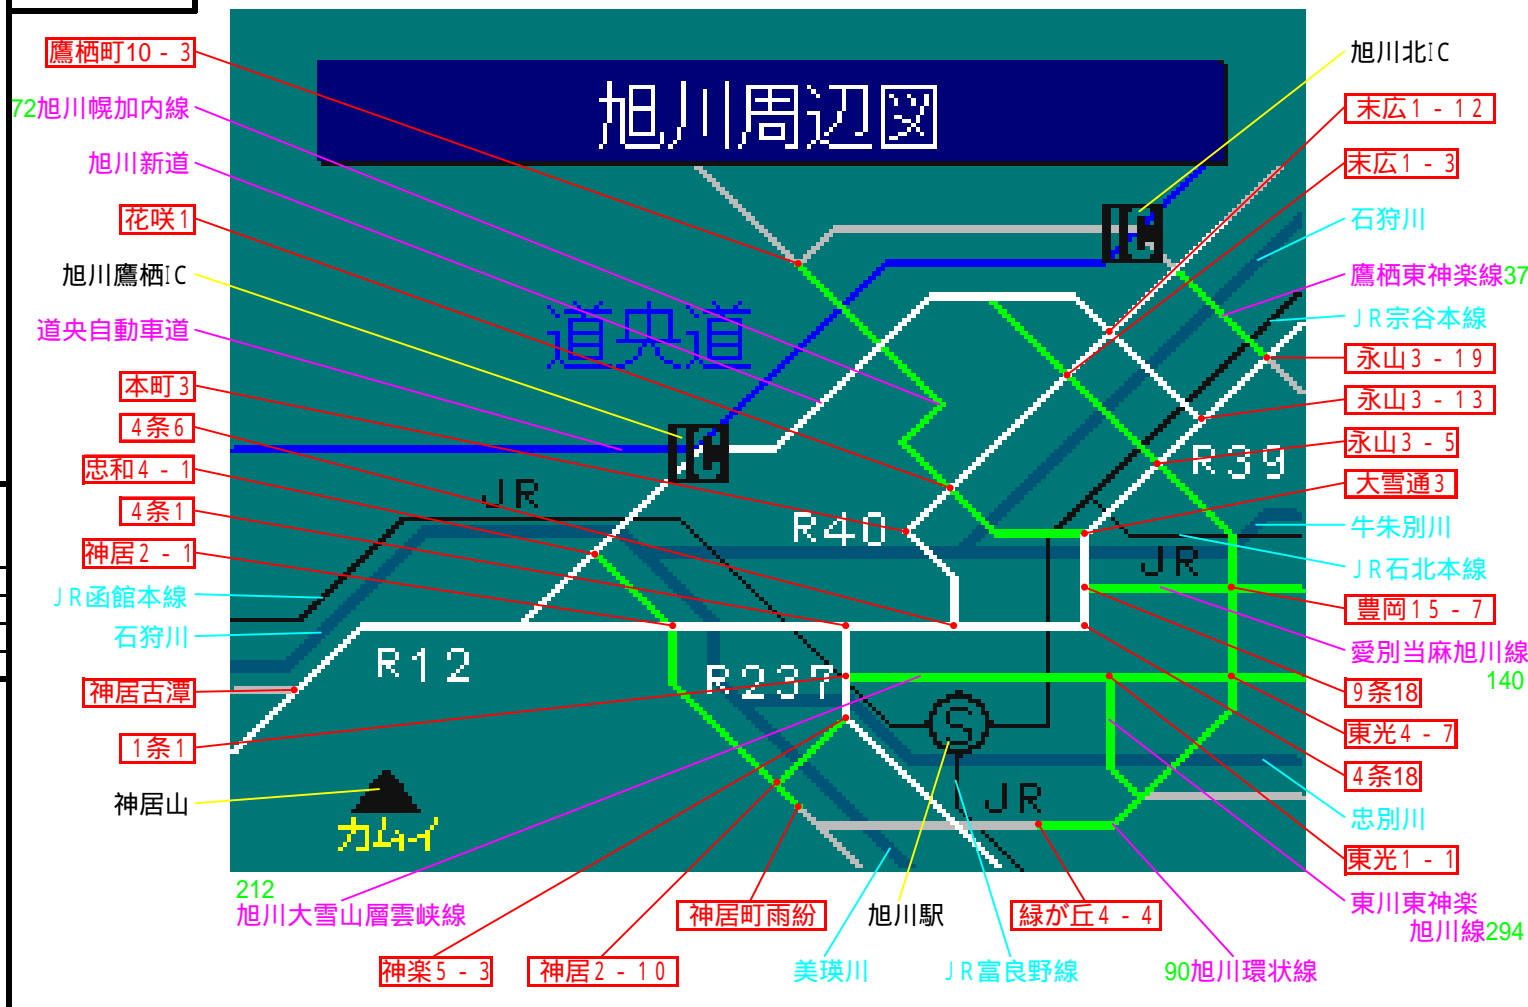 旭川周辺図
鷹栖町10-3
72旭川幌加内線
旭川新道
花咲1
旭川鷹栖IC
道央自動車道
本町3
4条6
忠和4-1
4条1
神居2-1
JR函館本線
石狩川
神居古潭
1条1
神居山
旭川北IC
末広1-12
末広1-3
石狩川
鷹栖東神楽線37
JR宗谷本線
永山3-19
永山3-13
永山3-5
大雪通3
牛朱別川
JR石北本線
豊岡15-7
愛別当麻旭川線
140
9条18
東光4-7
4条18
忠別川
東光1-1
東川東神楽
旭川線294
IC
道央道
IC
R39
JR
R40
JR
R12
R237
S
JR
カムイ
212
旭川大雪山層雲峡線
神居町雨紛
旭川駅
緑が丘4-4
神楽5-3
神居2-10
美瑛川
JR富良野線
90旭川環状線